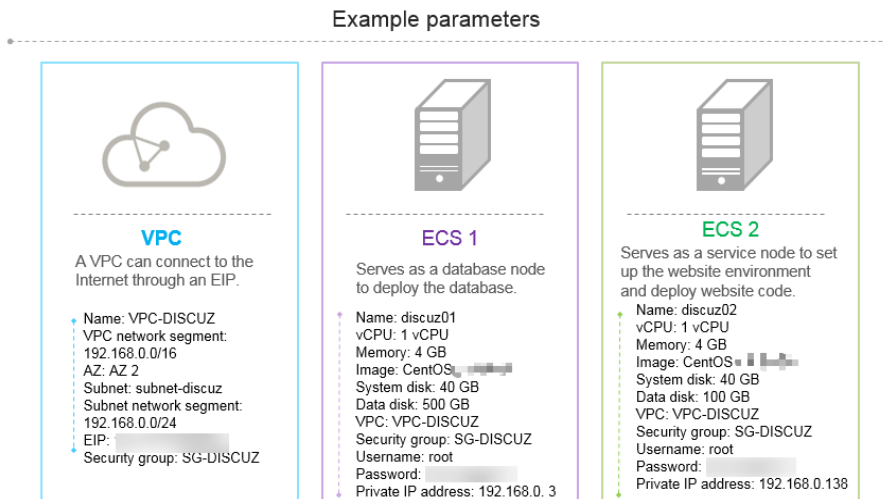 Example parameters
VPC
A VPC can connect to the
Internet through an EIP.
Name: VPC-DISCUZ
VPC network segment:
192.168.0.0/16
AZ: AZ 2
Subnet: subnet-discuz
Subnet network segment:
192.168.0.0/24
EIP:
Security group: SG-DISCUZ
ECS 1
Serves as a database node
to deploy the database.
Name: discuz01
vCPU: 1 vCPU
Memory: 4 GB
Image: CentOS
System disk: 40 GB
Data disk: 500 GB
VPC: VPC-DISCUZ
Security group: SG-DISCUZ
Username: root
Password:
Private IP address: 192.168.0. 3
ECS 2
Serves as a service node to set
up the website environment
and deploy website code.
Name: discuz02
vCPU: 1 vCPU
Memory: 4 GB
Image: CentOS
System disk: 40 GB
Data disk: 100 GB
VPC: VPC-DISCUZ
Security group: SG-DISCUZ
Username: root
Password:
Private IP address: 192.168.0.138